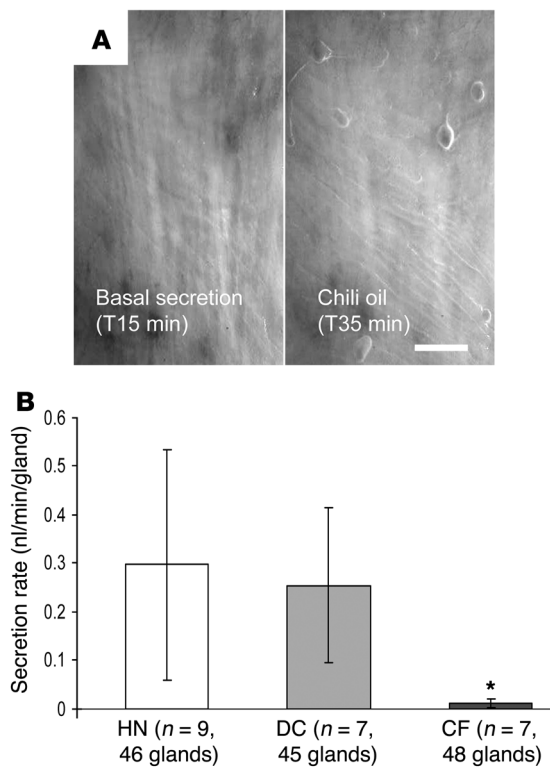 A
Basal secretion
(T15 min)
Chili oil
(T35 min)
B
Secretion rate (nl/min/gland)
0.6
0.5
0.4
0.3
0.2
0.1
0
*
HN (n = 9,
46 glands)
DC (n = 7,
45 glands)
CF (n = 7,
48 glands)